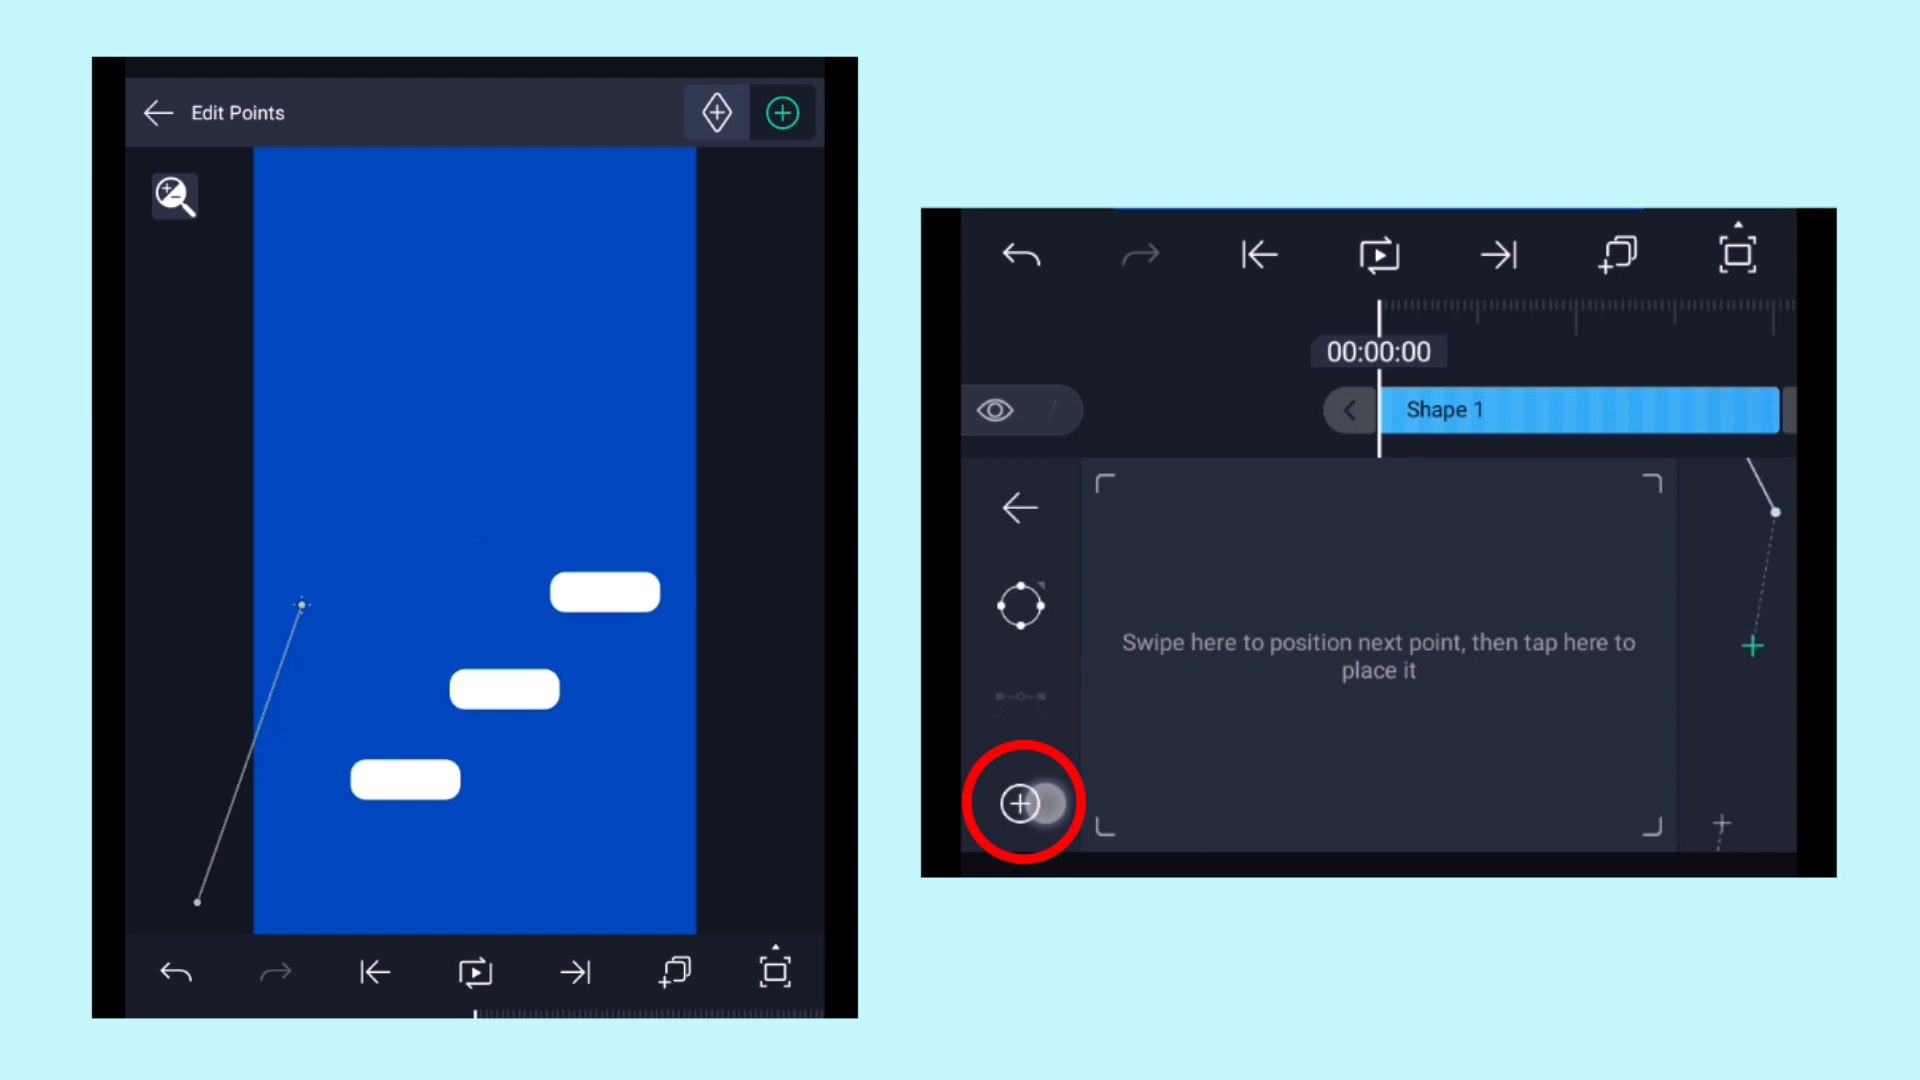 Edit Points
00:00:00
Shape 1
Swipe here to position next point, then tap here to
place it